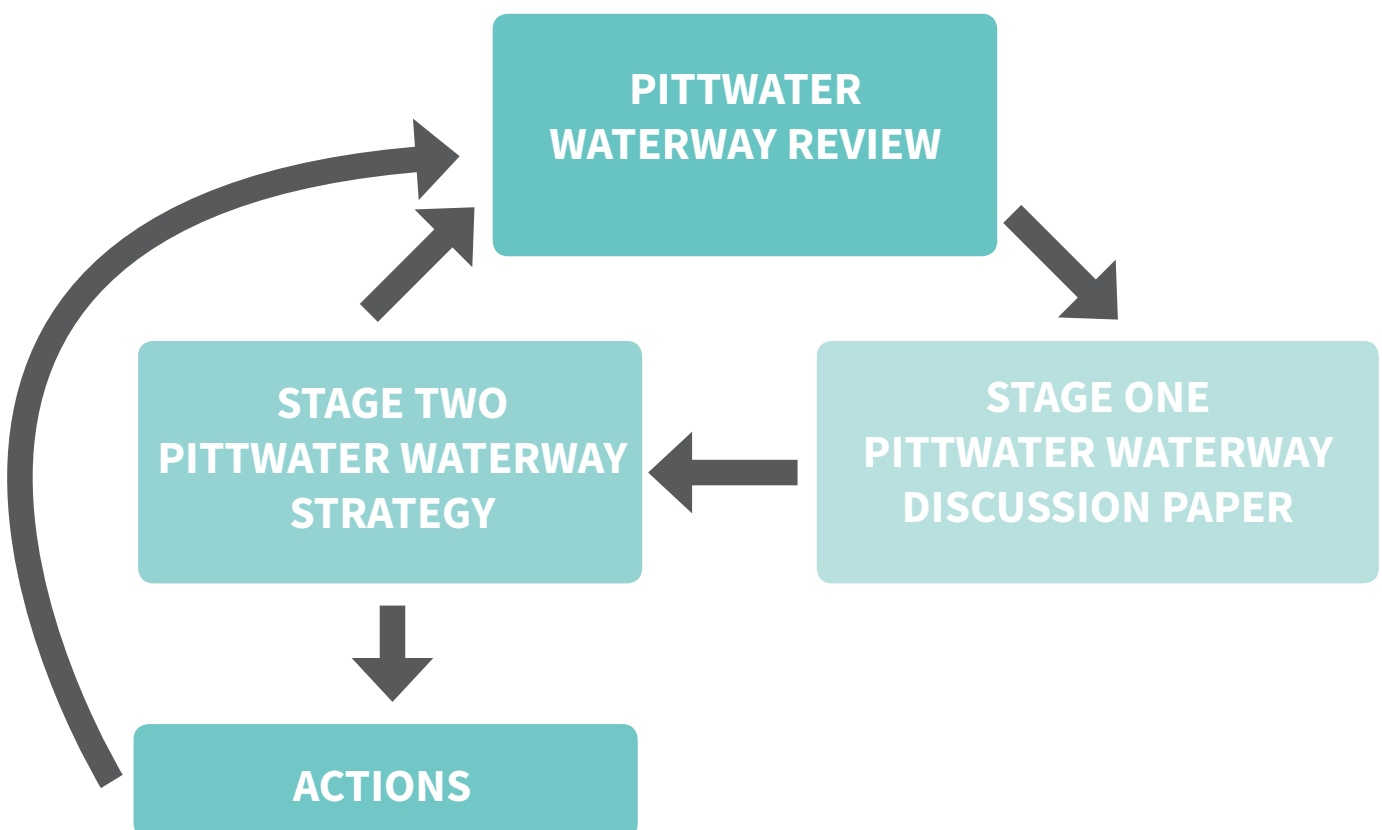 PITTWATER
WATERWAY REVIEW
STAGE TWO
PITTWATER WATERWAY
STRATEGY
STAGE ONE
PITTWATER WATERWAY
DISCUSSION PAPER
ACTIONS